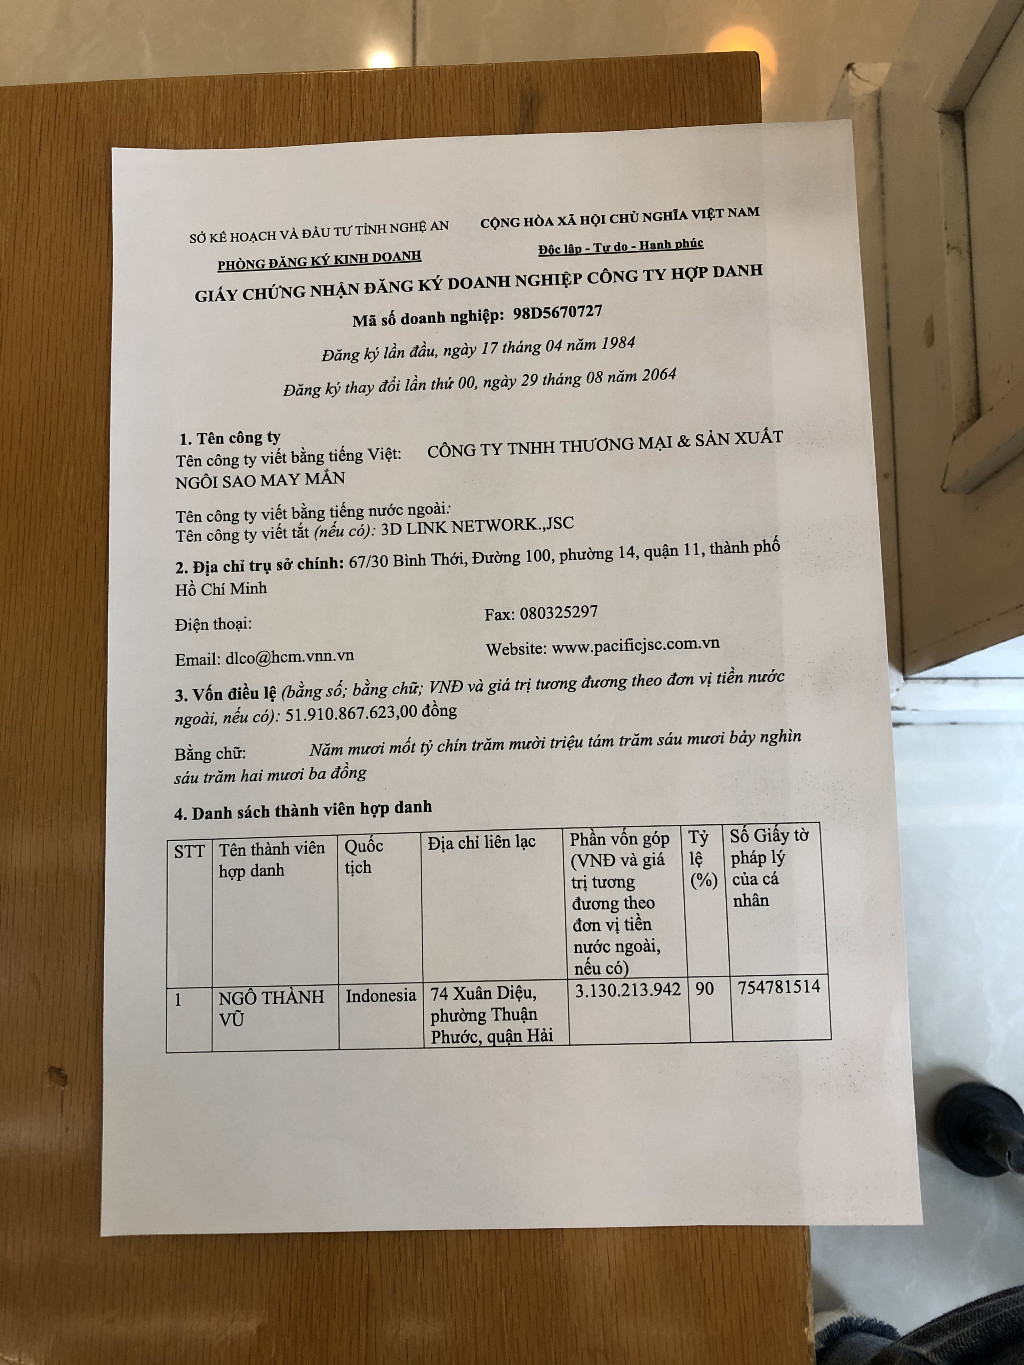 SỞ KẾ HOẠCH VÀ ĐẦU TƯ TỈNH NGHỆ AN
CỘNG HÒA XÃ HỘI CHỦ NGHĨA VIỆT NAM
PHÒNG ĐĂNG KÝ KINH DOANH
Độc lập - Tự do - Hạnh phúc
GIẤY CHỨNG NHẬN ĐĂNG KÝ DOANH NGHIỆP CÔNG TY HỢP DANH
Mã số doanh nghiệp: 98D5670727
Đăng ký lần đầu, ngày 17 tháng 04 năm 1984
Đăng ký thay đổi lần thứ 00, ngày 29 tháng 08 năm 2064
1. Tên công ty
Tên công ty viết bằng tiếng Việt: CÔNG TY TNHH THƯƠNG MẠI & SẢN XUẤT
NGÔI SAO MAY MẮN
Tên công ty viết bằng tiếng nước ngoài:
Tên công ty viết tắt (nếu có): 3D LINK NETWORK.,JSC
2. Địa chỉ trụ sở chính: 67/30 Bình Thới, Đường 100, phường 14, quận 11, thành phố
Hồ Chí Minh
Điện thoại:
Fax: 080325297
Email: dlco@hcm.vnn.vn
Website: www.pacificjsc.com.vn
3. Vốn điều lệ (bằng số; bằng chữ; VNĐ và giá trị tương đương theo đơn vị tiền nước
ngoài, nếu có): 51.910.867.623,00 đồng
Bằng chữ: Năm mươi mốt tỷ chín trăm mười triệu tám trăm sáu mươi bảy nghìn
sáu trăm hai mươi ba đồng
4. Danh sách thành viên hợp danh
STT
Tên thành viên
hợp danh
Quốc
tịch
Địa chỉ liên lạc
Phần vốn góp
(VNĐ và giá
trị tương
đương theo
đơn vị tiền
nước ngoài,
nếu có)
Tỷ
lệ
(%)
Số Giấy tờ
pháp lý
của cá
nhân
1
NGÔ THÀNH
VŨ
Indonesia
74 Xuân Diệu,
phường Thuận
Phước, quận Hải
3.130.213.942
90
754781514